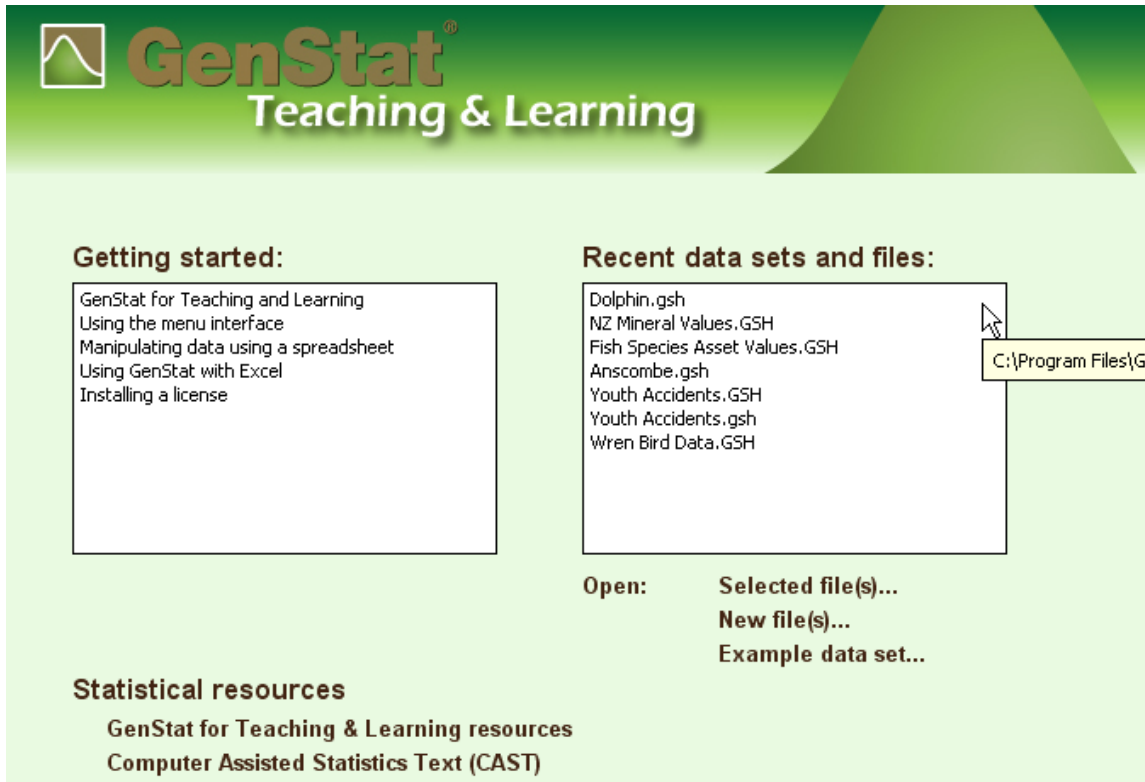 GenStat®
Teaching & Learning
Getting started:
GenStat for Teaching and Learning
Using the menu interface
Manipulating data using a spreadsheet
Using GenStat with Excel
Installing a license
Recent data sets and files:
Dolphin.gsh
NZ Mineral Values.GSH
Fish Species Asset Values.GSH
Anscombe.gsh
Youth Accidents.GSH
Youth Accidents.gsh
Wren Bird Data.GSH
C:\Program Files\G
Open: Selected file(s)...
New file(s)...
Example data set...
Statistical resources
GenStat for Teaching & Learning resources
Computer Assisted Statistics Text (CAST)